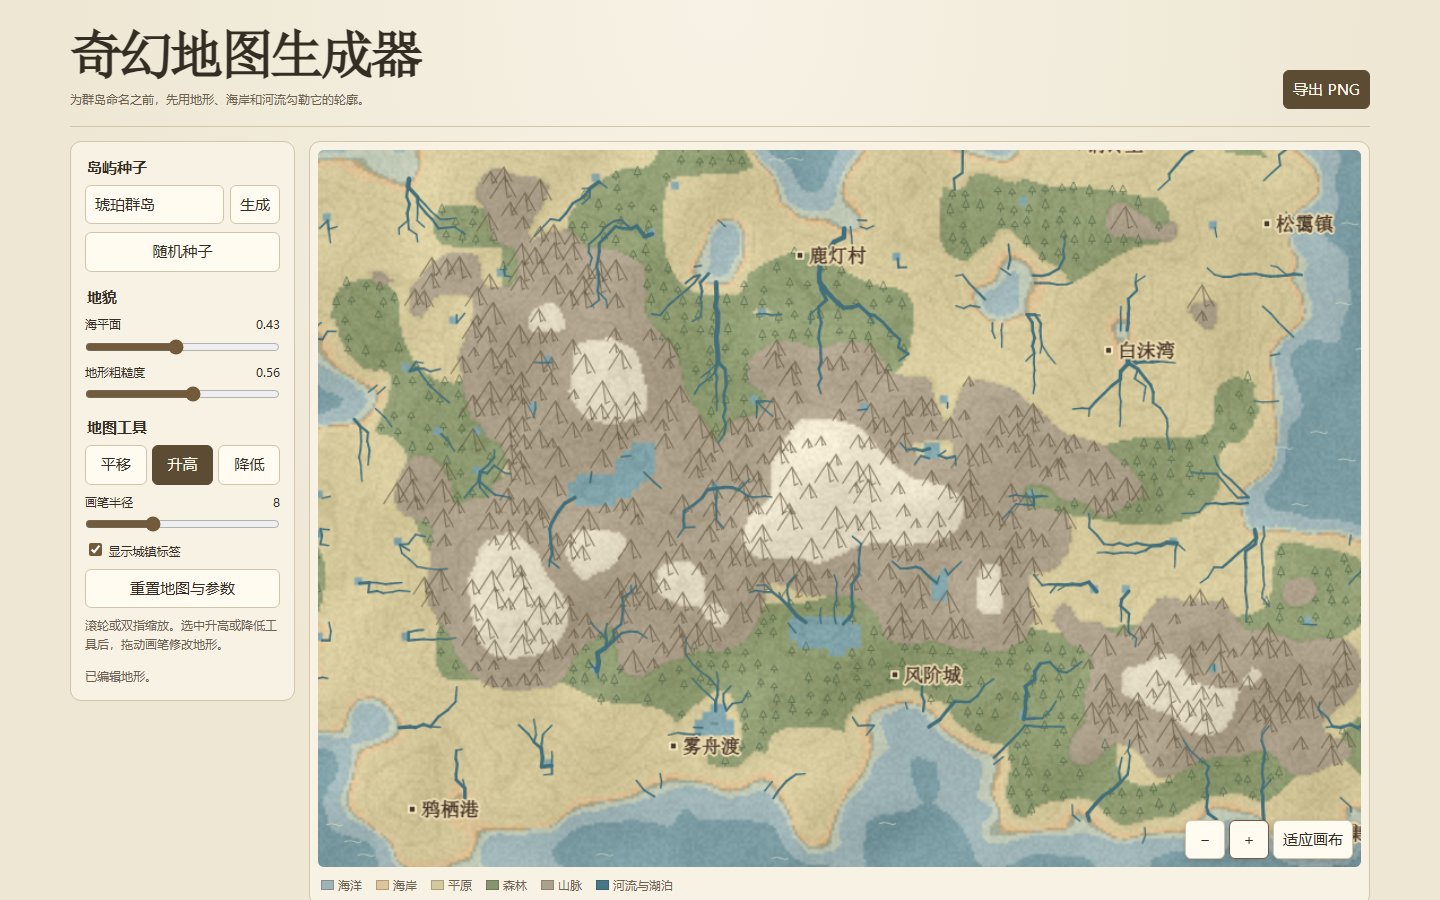 奇幻地图生成器
为群岛命名之前，先用地形、海岸和河流勾勒它的轮廓。
导出 PNG
岛屿种子
琥珀群岛
生成
随机种子
地貌
海平面 0.43
地形粗糙度 0.56
地图工具
平移
升高
降低
画笔半径 8
显示城镇标签
重置地图与参数
滚轮或双指缩放。选中升高或降低工
具后，拖动画笔修改地形。
已编辑地形。
松霭镇
鹿灯村
白沫湾
风阶城
雾舟渡
鸦栖港
−
+
适应画布
海洋
海岸
平原
森林
山脉
河流与湖泊